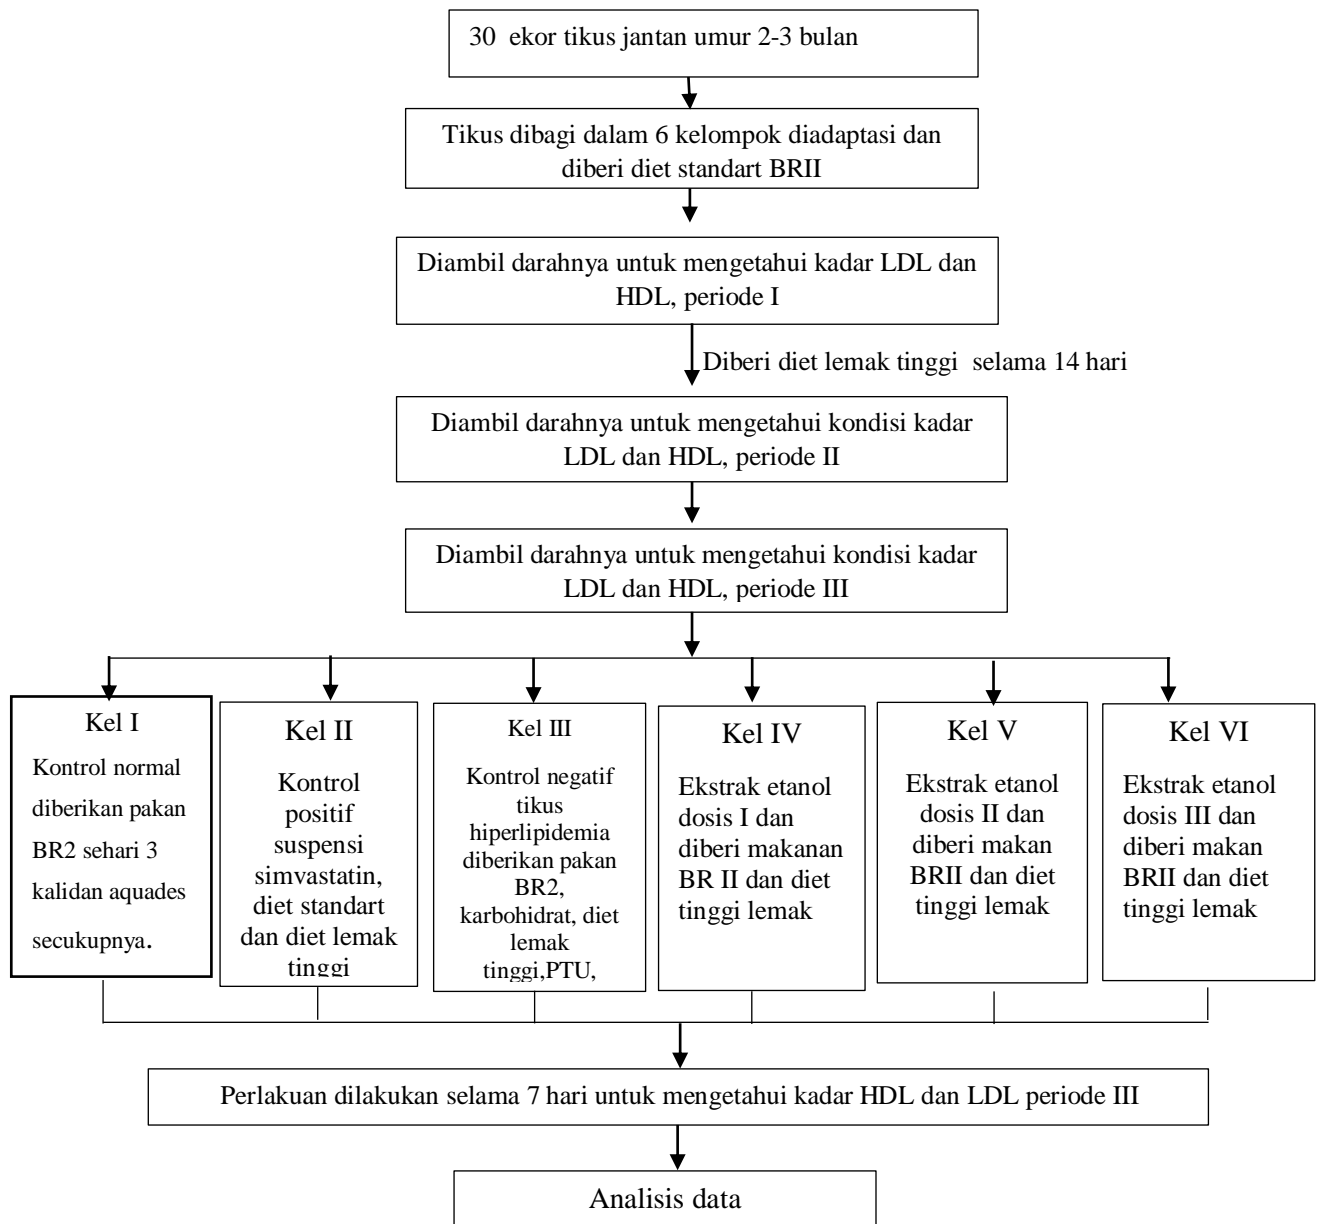 30 ekor tikus jantan umur 2-3 bulan
Tikus dibagi dalam 6 kelompok diadaptasi dan
diberi diet standart BRII
Diambil darahnya untuk mengetahui kadar LDL dan
HDL, periode I
Diberi diet lemak tinggi selama 14 hari
Diambil darahnya untuk mengetahui kondisi kadar
LDL dan HDL, periode II
Diambil darahnya untuk mengetahui kondisi kadar
LDL dan HDL, periode III
Kel I
Kontrol normal
diberikan pakan
BR2 sehari 3
kalidan aquades
secukupnya.
Kel II
Kontrol
positif
suspensi
simvastatin,
diet standart
dan diet lemak
tinggi
Kel III
Kontrol negatif
tikus
hiperlipidemia
diberikan pakan
BR2,
karbohidrat, diet
lemak
tinggi,PTU,
Kel IV
Ekstrak etanol
dosis I dan
diberi makanan
BR II dan diet
tinggi lemak
Kel V
Ekstrak etanol
dosis II dan
diberi makan
BRII dan diet
tinggi lemak
Kel VI
Ekstrak etanol
dosis III dan
diberi makan
BRII dan diet
tinggi lemak
Perlakuan dilakukan selama 7 hari untuk mengetahui kadar HDL dan LDL periode III
Analisis data